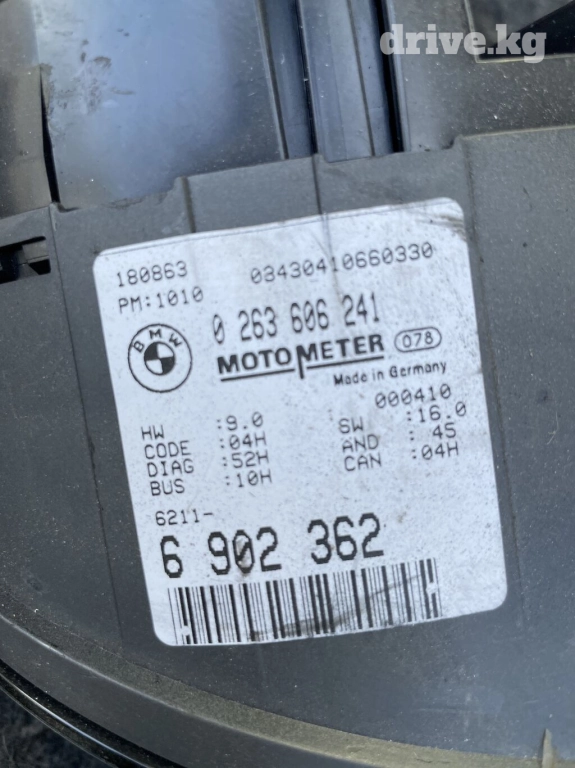 drive.kg
180863 03430410660330
PM:1010
0 263 606 241
BMW
MOTOMETER 078
Made in Germany
000410
HW :9.0 SW :16.0
CODE :04H AND : 45
DIAG :52H CAN :04H
BUS :10H
6211-
6 902 362